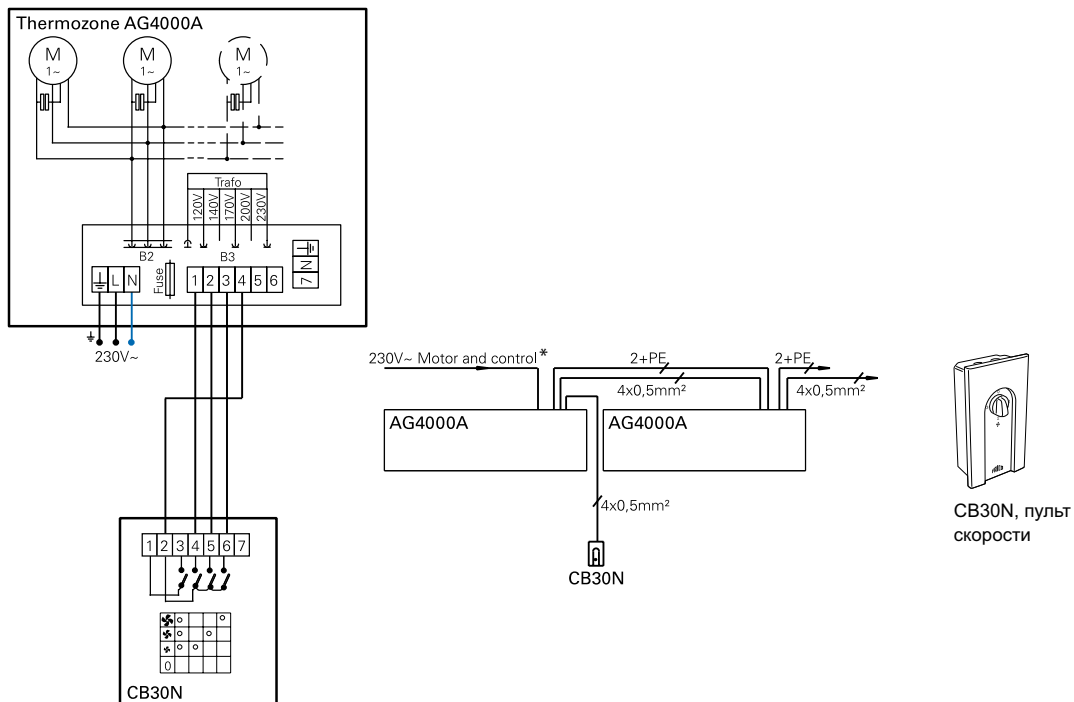 Thermozone AG4000A
M M M
1~ 1~ 1~
Trafo
120V 140V 170V 200V 230V
B2 B3
L N
Fuse
1 2 3 4 5 6
7 N
230V~
1 2 3 4 5 6 7
0
CB30N
230V~ Motor and control*
2+PE
2+PE
4x0,5mm²
4x0,5mm²
AG4000A
AG4000A
4x0,5mm²
CB30N
CB30N, пульт
скорости